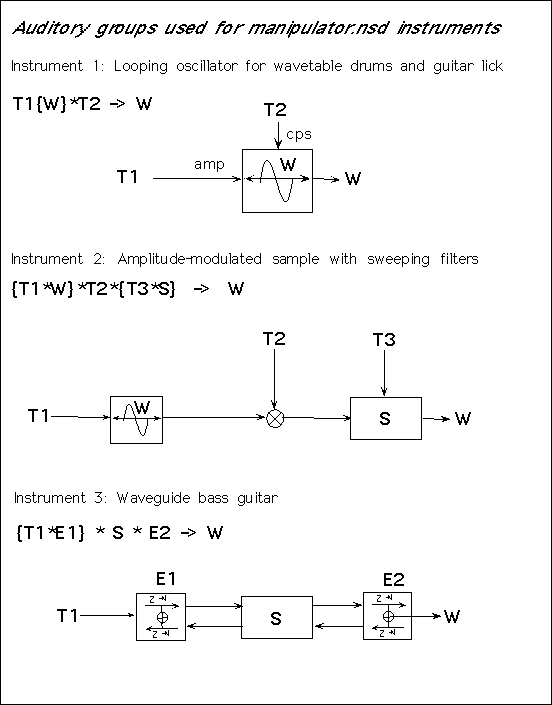 Auditory groups used for manipulator.nsd instruments
Instrument 1: Looping oscillator for wavetable drums and guitar lick
T1{W}*T2 -> W
T2
cps
amp
W
T1
W
Instrument 2: Amplitude-modulated sample with sweeping filters
{T1*W}*T2*{T3*S} -> W
T2
T3
W
T1
S
W
Instrument 3: Waveguide bass guitar
{T1*E1} * S * E2 -> W
E1
E2
T1
S
W